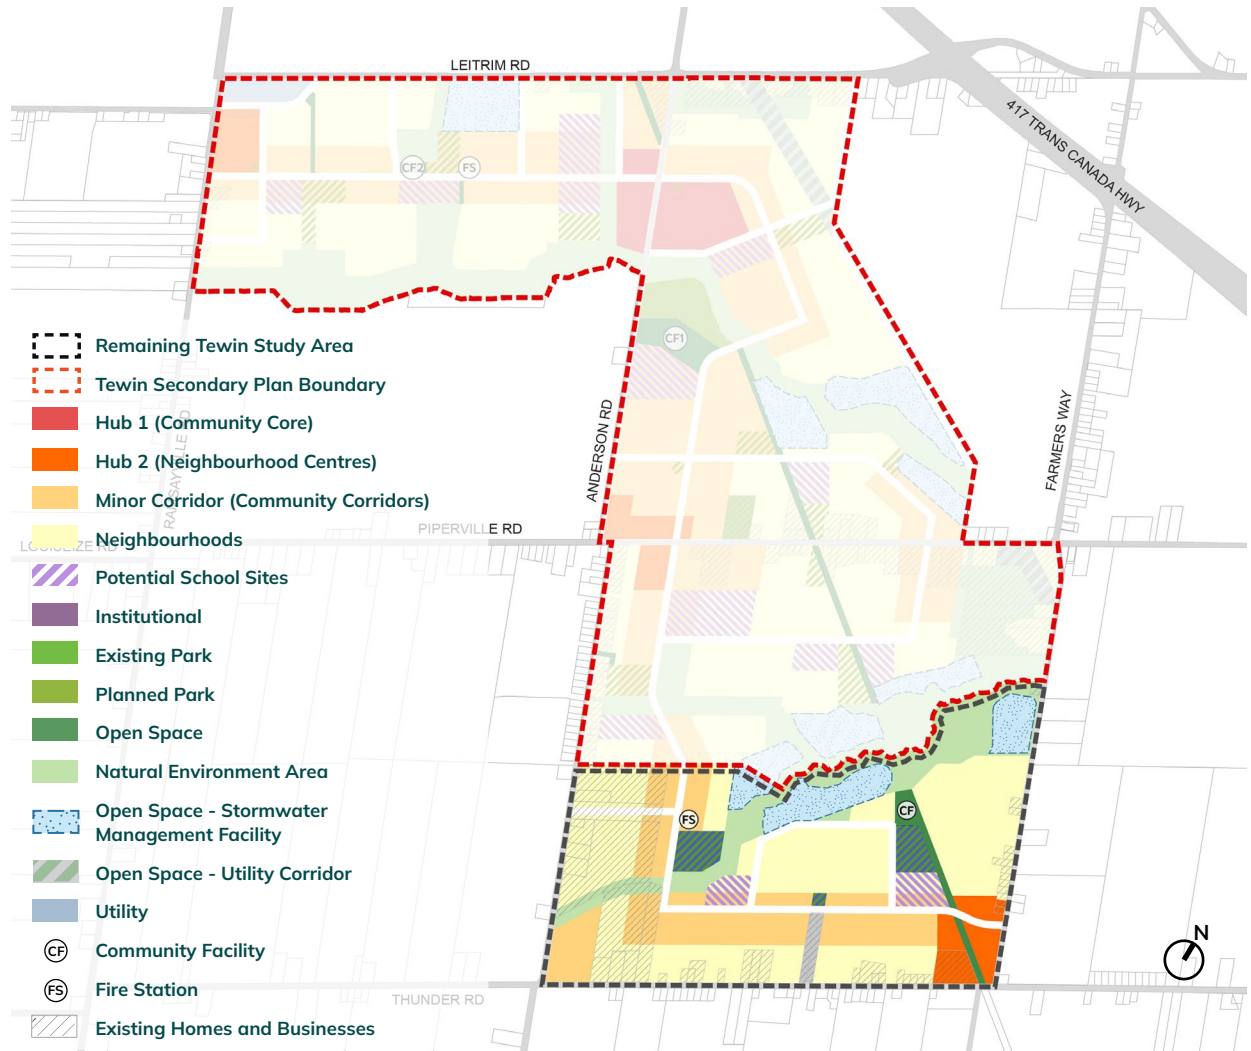 LEITRIM RD
417 TRANS CANADA HWY
CF2
FS
CF1
Remaining Tewin Study Area
Tewin Secondary Plan Boundary
Hub 1 (Community Core)
Hub 2 (Neighbourhood Centres)
Minor Corridor (Community Corridors)
Neighbourhoods
Potential School Sites
Institutional
Existing Park
Planned Park
Open Space
Natural Environment Area
Open Space - Stormwater
Management Facility
Open Space - Utility Corridor
Utility
CF
Community Facility
FS
Fire Station
Existing Homes and Businesses
ANDERSON RD
FARMERS WAY
PIPERVILLE RD
FS
CF
THUNDER RD
N